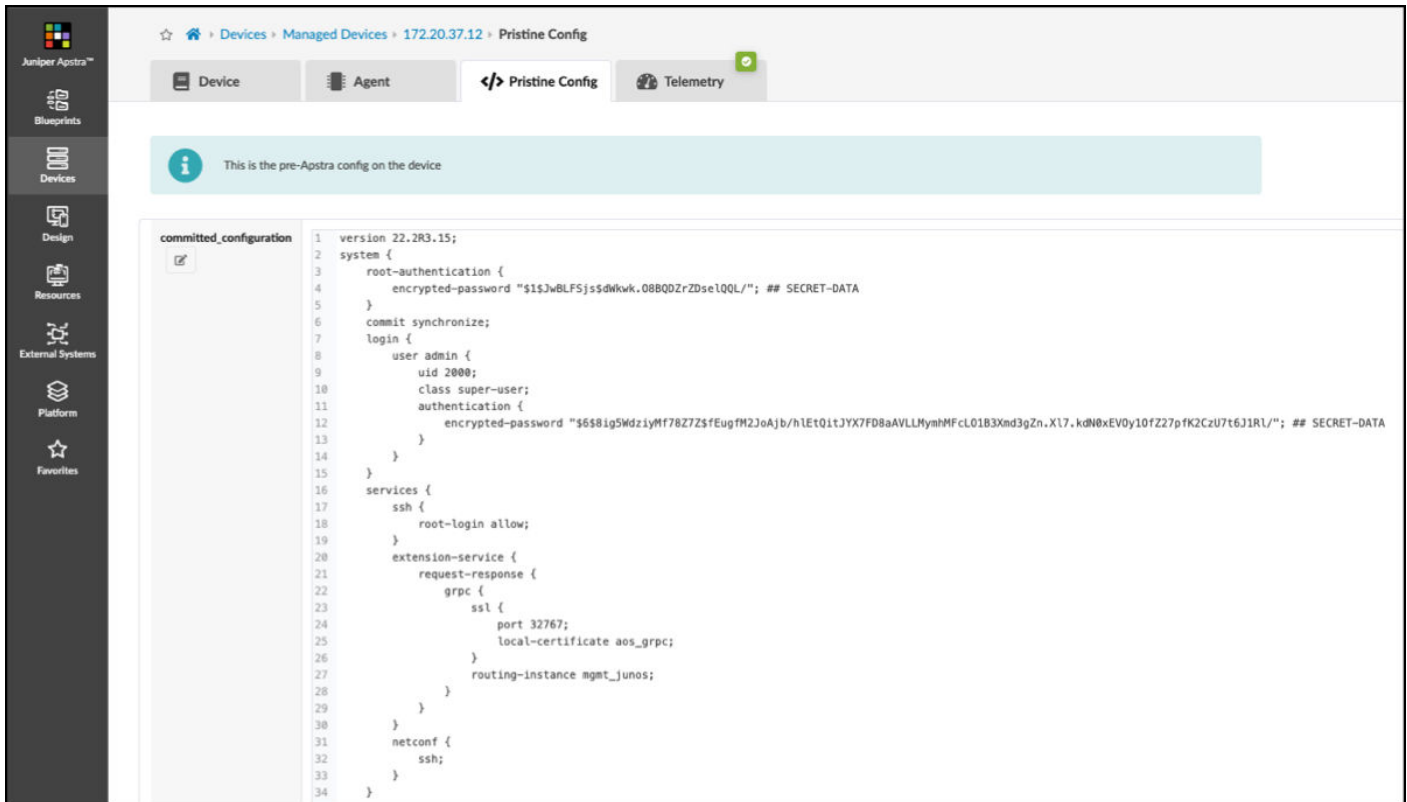 Juniper Apstra™
Blueprints
Devices
Design
Resources
External Systems
Platform
Favorites
Devices › Managed Devices › 172.20.37.12 › Pristine Config
Device
Agent
</> Pristine Config
Telemetry
This is the pre-Apstra config on the device
committed_configuration
1 version 22.2R3.15;
2 system {
3 root-authentication {
4 encrypted-password "$1$JwBLFSjs$dWkwk.O8BQDZrZDselQQL/"; ## SECRET-DATA
5 }
6 commit synchronize;
7 login {
8 user admin {
9 uid 2000;
10 class super-user;
11 authentication {
12 encrypted-password "$6$8ig5WdziyMf78Z7Z$fEugfM2JoAjb/hlEtQitJYX7FD8aAVLLMymhMFcLO1B3Xmd3gZn.Xl7.kdN0xEVOy1OfZ27pfK2CzU7t6J1Rl/"; ## SECRET-DATA
13 }
14 }
15 }
16 services {
17 ssh {
18 root-login allow;
19 }
20 extension-service {
21 request-response {
22 grpc {
23 ssl {
24 port 32767;
25 local-certificate aos_grpc;
26 }
27 routing-instance mgmt_junos;
28 }
29 }
30 }
31 netconf {
32 ssh;
33 }
34 }